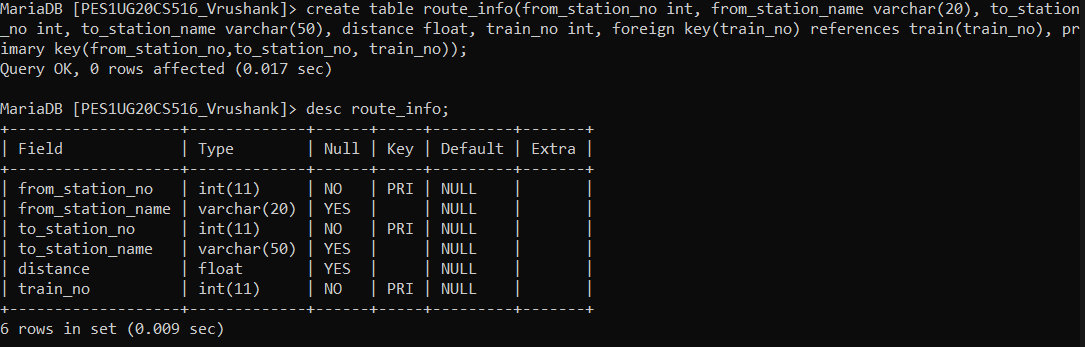 MariaDB [PES1UG20CS516_Vrushank]> create table route_info(from_station_no int, from_station_name varchar(20), to_station
_no int, to_station_name varchar(50), distance float, train_no int, foreign key(train_no) references train(train_no), pr
imary key(from_station_no,to_station_no, train_no));
Query OK, 0 rows affected (0.017 sec)

MariaDB [PES1UG20CS516_Vrushank]> desc route_info;
+-------------------+-------------+------+-----+---------+-------+
| Field             | Type        | Null | Key | Default | Extra |
+-------------------+-------------+------+-----+---------+-------+
| from_station_no   | int(11)     | NO   | PRI | NULL    |       |
| from_station_name | varchar(20) | YES  |     | NULL    |       |
| to_station_no     | int(11)     | NO   | PRI | NULL    |       |
| to_station_name   | varchar(50) | YES  |     | NULL    |       |
| distance          | float       | YES  |     | NULL    |       |
| train_no          | int(11)     | NO   | PRI | NULL    |       |
+-------------------+-------------+------+-----+---------+-------+
6 rows in set (0.009 sec)